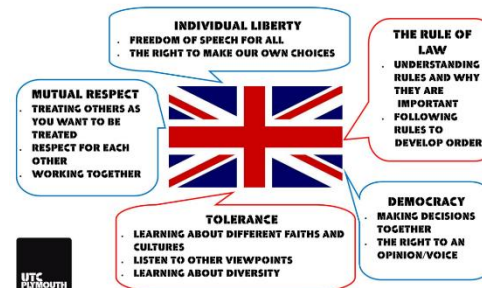 INDIVIDUAL LIBERTY
. FREEDOM OF SPEECH FOR ALL
. THE RIGHT TO MAKE OUR OWN CHOICES
THE RULE OF
LAW
. UNDERSTANDING
RULES AND WHY
THEY ARE
IMPORTANT
. FOLLOWING
RULES TO
DEVELOP ORDER
MUTUAL RESPECT
. TREATING OTHERS AS
YOU WANT TO BE
TREATED
. RESPECT FOR EACH
OTHER
. WORKING TOGETHER
DEMOCRACY
. MAKING DECISIONS
TOGETHER
. THE RIGHT TO AN
OPINION/VOICE
TOLERANCE
. LEARNING ABOUT DIFFERENT FAITHS AND
CULTURES
. LISTEN TO OTHER VIEWPOINTS
. LEARNING ABOUT DIVERSITY
UTC
PLYMOUTH